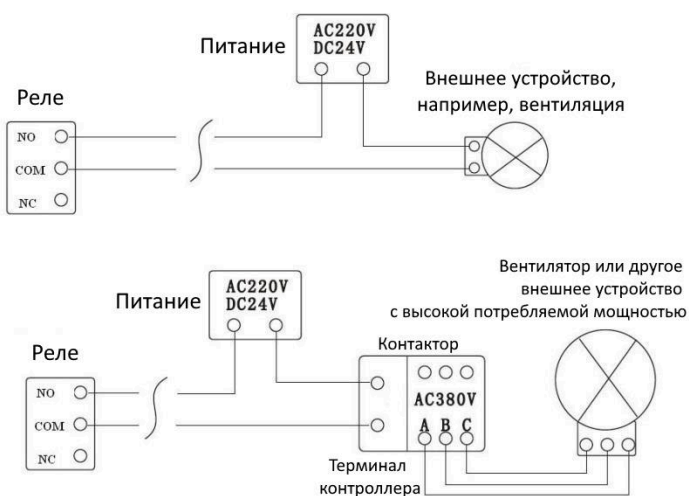 Питание
AC220V
DC24V
Внешнее устройство,
например, вентиляция
Реле
NO
COM
NC
Питание
AC220V
DC24V
Вентилятор или другое
внешнее устройство
с высокой потребляемой мощностью
Контактор
Реле
NO
COM
NC
AC380V
A B C
Терминал
контроллера